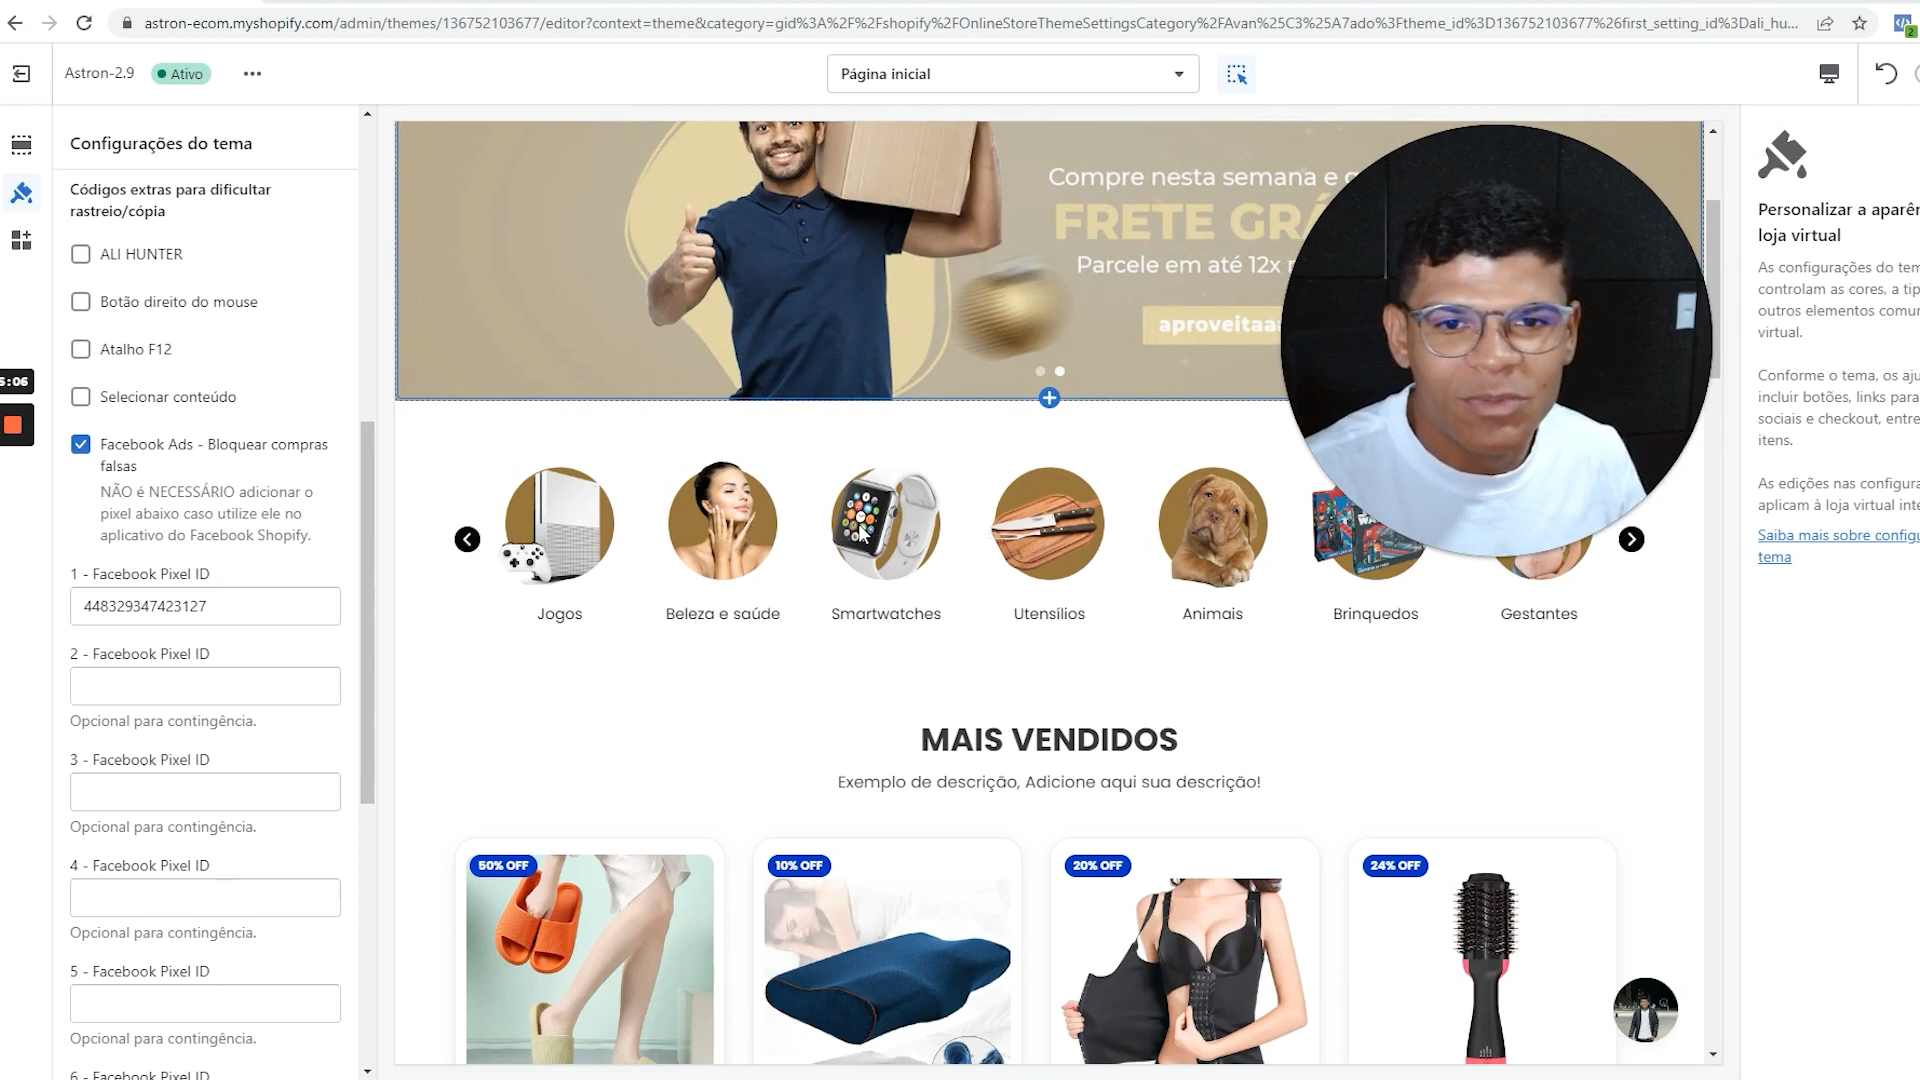 astron-ecom.myshopify.com/admin/themes/136752103677/editor?context=theme&category=gid%3A%2F%2Fshopify%2FOnlineStoreThemeSettingsCategory%2FAvan%25C3%25A7ado%3Ftheme_id%3D136752103677%26first_setting_id%3Dali_hu...
2
Astron-2.9
Ativo
Página inicial
Configurações do tema
Códigos extras para dificultar
rastreio/cópia
ALI HUNTER
Botão direito do mouse
Atalho F12
5:06
Selecionar conteúdo
Facebook Ads - Bloquear compras
falsas
NÃO é NECESSÁRIO adicionar o
pixel abaixo caso utilize ele no
aplicativo do Facebook Shopify.
1 - Facebook Pixel ID
448329347423127
2 - Facebook Pixel ID
Opcional para contingência.
3 - Facebook Pixel ID
Opcional para contingência.
4 - Facebook Pixel ID
Opcional para contingência.
5 - Facebook Pixel ID
Opcional para contingência.
6 - Facebook Pixel ID
Compre nesta semana e
FRETE GRÁ
Parcele em até 12x
aproveitaa
Jogos
Beleza e saúde
Smartwatches
Utensílios
Animais
Brinquedos
Gestantes
MAIS VENDIDOS
Exemplo de descrição, Adicione aqui sua descrição!
50% OFF
10% OFF
20% OFF
24% OFF
Personalizar a aparên
loja virtual
As configurações do tem
controlam as cores, a tip
outros elementos comu
virtual.
Conforme o tema, os aju
incluir botões, links para
sociais e checkout, entre
itens.
As edições nas configura
aplicam à loja virtual inte
Saiba mais sobre configu
tema